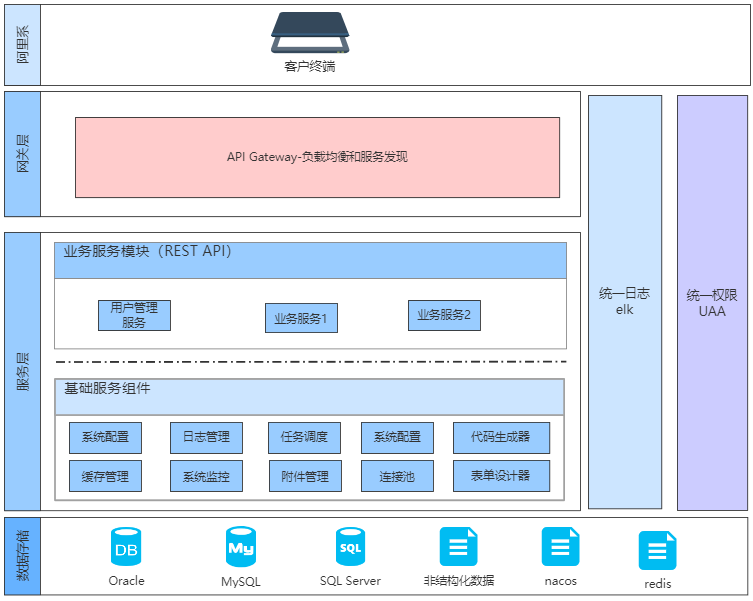 阿里系
客户终端
网关层
API Gateway-负载均衡和服务发现
服务层
业务服务模块（REST API）
用户管理
服务
业务服务1
业务服务2
基础服务组件
系统配置
日志管理
任务调度
系统配置
代码生成器
缓存管理
系统监控
附件管理
连接池
表单设计器
统一日志
elk
统一权限
UAA
数据存储
DB
My
SQL
Oracle
MySQL
SQL Server
非结构化数据
nacos
redis